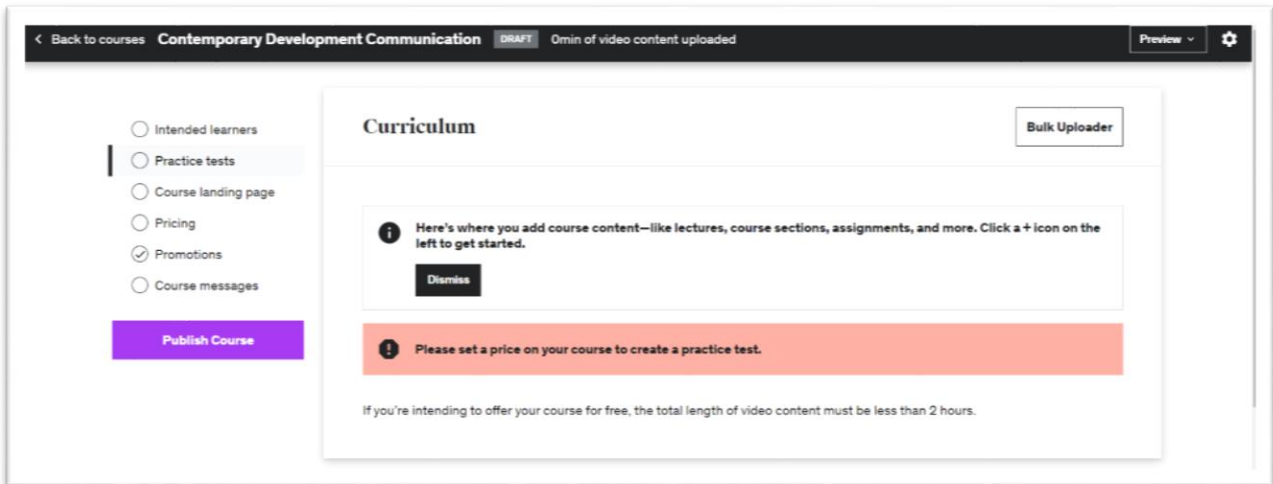 Back to courses Contemporary Development Communication DRAFT 0min of video content uploaded Preview
Intended learners
Practice tests
Course landing page
Pricing
Promotions
Course messages
Publish Course
Curriculum
Bulk Uploader
Here's where you add course content—like lectures, course sections, assignments, and more. Click a + icon on the
left to get started.
Dismiss
Please set a price on your course to create a practice test.
If you're intending to offer your course for free, the total length of video content must be less than 2 hours.